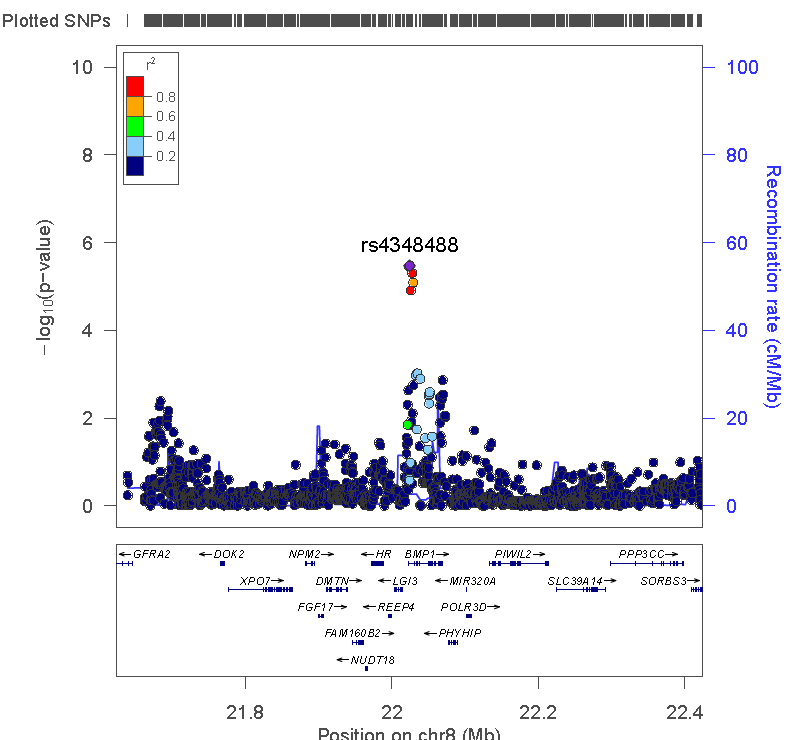 Plotted SNPs
r2
0.8
0.6
0.4
0.2
rs4348488
10
8
6
4
2
0
−log10(p−value)
100
80
60
40
20
0
Recombination rate (cM/Mb)
←GFRA2 ←DOK2 NPM2→ ←HR BMP1→ PIWIL2→ PPP3CC→
XPO7→ DMTN→ ←LGI3 ←MIR320A SLC39A14→ SORBS3→
FGF17→ ←REEP4 POLR3D→
FAM160B2→ ←PHYHIP
←NUDT18
21.8 22 22.2 22.4
Position on chr8 (Mb)